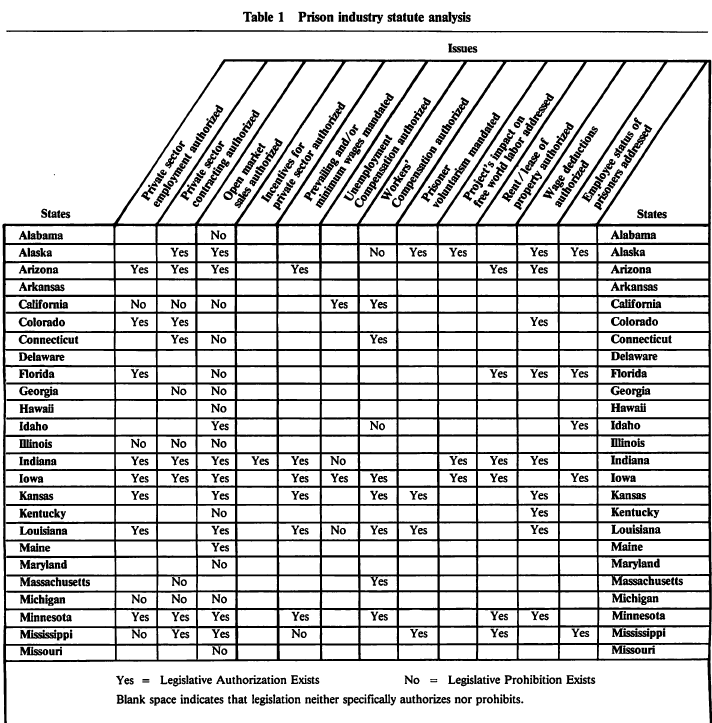 Table 1 Prison industry statute analysis
Issues
Private sector employment authorized
Private sector contracting authorized
Open market sales authorized
Incentives for private sector authorized
Prevailing and/or minimum wages mandated
Unemployment Compensation authorized
Workers' Compensation authorized
Prisoner voluntarism mandated
Project's impact on free world labor addressed
Rent//lease of property authorized
Wage deductions authorized
Employee status of prisoners addressed
States States
Alabama No Alabama
Alaska Yes Yes No Yes Yes Yes Yes Alaska
Arizona Yes Yes Yes Yes Yes Yes Arizona
Arkansas Arkansas
California No No No Yes Yes California
Colorado Yes Yes Yes Colorado
Connecticut Yes No Yes Connecticut
Delaware Delaware
Florida Yes No Yes Yes Yes Florida
Georgia No No Georgia
Hawaii No Hawaii
Idaho Yes No Yes Idaho
Illinois No No No Illinois
Indiana Yes Yes Yes Yes Yes No Yes Yes Yes Indiana
Iowa Yes Yes Yes Yes Yes Yes Yes Yes Yes Iowa
Kansas Yes Yes Yes Yes Yes Yes Kansas
Kentucky No Yes Kentucky
Louisiana Yes Yes Yes No Yes Yes Yes Louisiana
Maine Yes Maine
Maryland No Maryland
Massachusetts No Yes Massachusetts
Michigan No No No Michigan
Minnesota Yes Yes Yes Yes Yes Yes Yes Minnesota
Mississippi No Yes Yes No Yes Yes Yes Mississippi
Missouri No Missouri
Yes = Legislative Authorization Exists No = Legislative Prohibition Exists
Blank space indicates that legislation neither specifically authorizes nor prohibits.